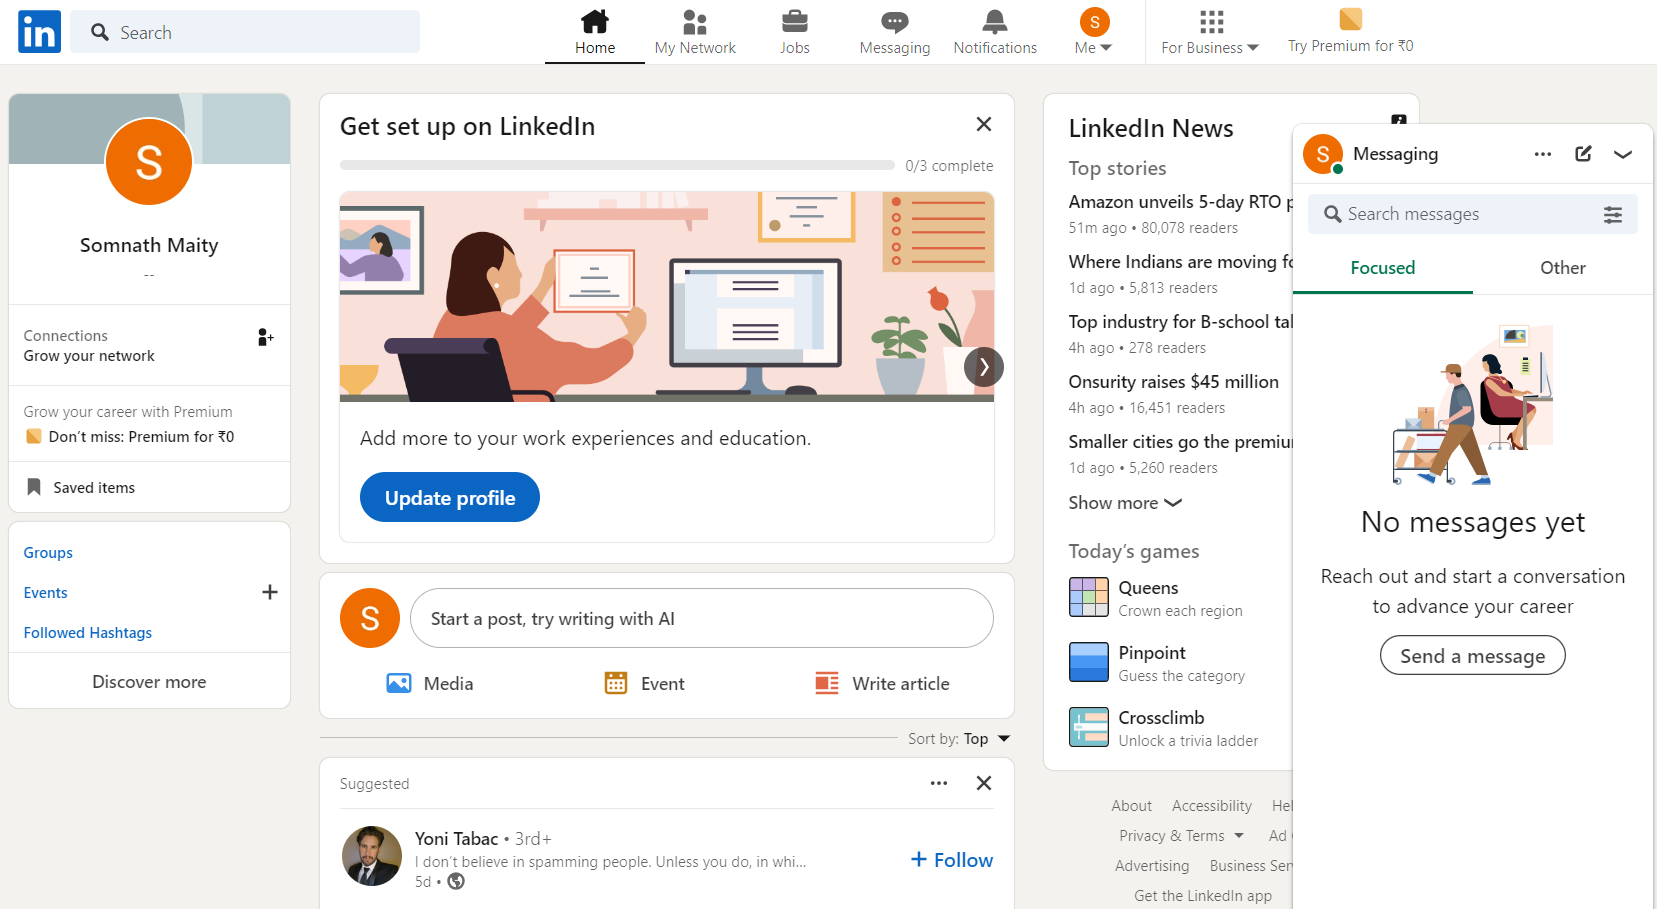 in
Search
Home
My Network
Jobs
Messaging
Notifications
S
Me
For Business
Try Premium for ₹0
S
Somnath Maity
--
Connections
Grow your network
Grow your career with Premium
Don't miss: Premium for ₹0
Saved items
Groups
Events
Followed Hashtags
Discover more
Get set up on LinkedIn
0/3 complete
Add more to your work experiences and education.
Update profile
S
Start a post, try writing with AI
Media
Event
Write article
Sort by: Top
Suggested
Yoni Tabac • 3rd+
I don't believe in spamming people. Unless you do, in whi...
5d •
Follow
LinkedIn News
Top stories
Amazon unveils 5-day RTO p
51m ago • 80,078 readers
Where Indians are moving fo
1d ago • 5,813 readers
Top industry for B-school tal
4h ago • 278 readers
Onsurity raises $45 million
4h ago • 16,451 readers
Smaller cities go the premiu
1d ago • 5,260 readers
Show more
Today's games
Queens
Crown each region
Pinpoint
Guess the category
Crossclimb
Unlock a trivia ladder
About Accessibility Hel
Privacy & Terms Ad
Advertising Business Ser
Get the LinkedIn app
S
Messaging
Search messages
Focused
Other
No messages yet
Reach out and start a conversation
to advance your career
Send a message